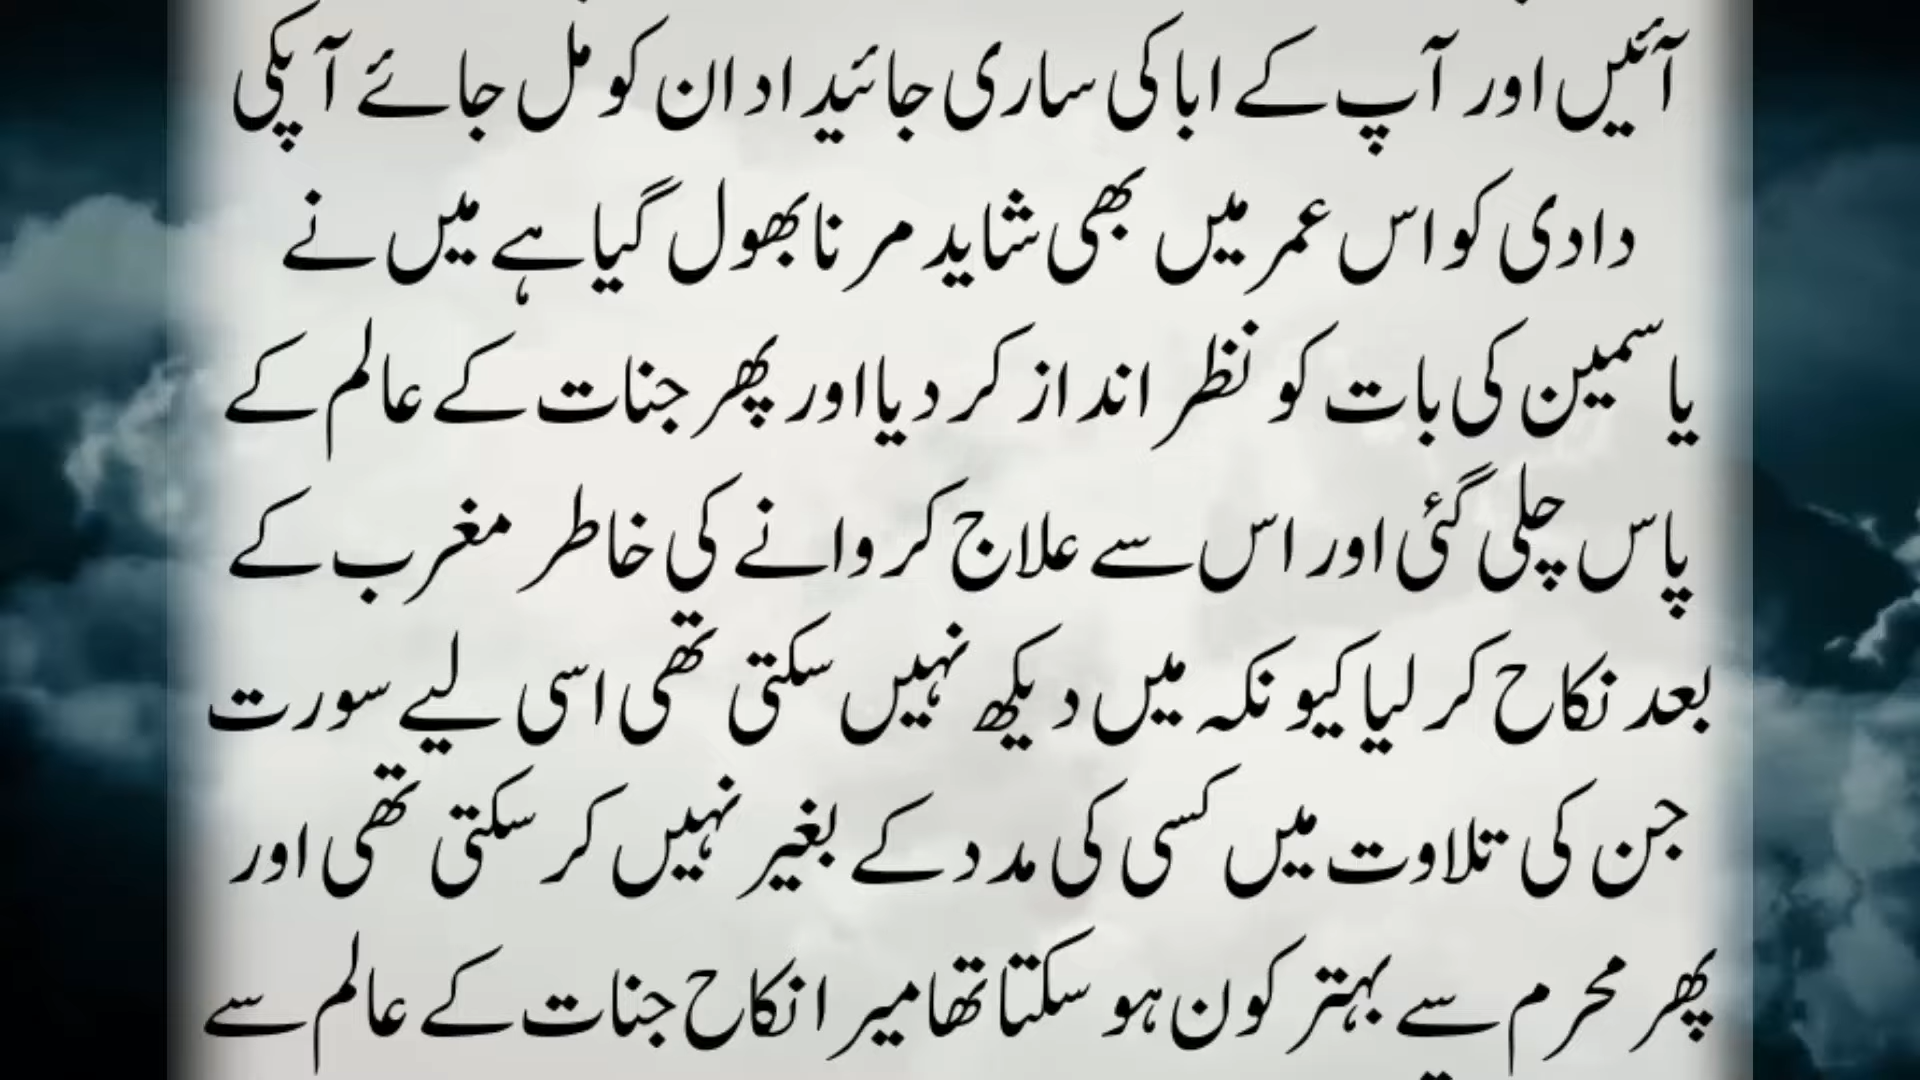 آئیں اور آپ کے ابا کی ساری جائیداد ان کو مل جائے آپکی
دادی کو اس عمر میں بھی شاید مرنا بھول گیا ہے میں نے
یاسمین کی بات کو نظر انداز کر دیا اور پھر جنات کے عالم کے
پاس چلی گئی اور اس سے علاج کروانے کی خاطر مغرب کے
بعد نکاح کر لیا کیونکہ میں دیکھ نہیں سکتی تھی اسی لیے سورت
جن کی تلاوت میں کسی کی مدد کے بغیر نہیں کر سکتی تھی اور
پھر محرم سے بہتر کون ہو سکتا تھا میرا نکاح جنات کے عالم سے